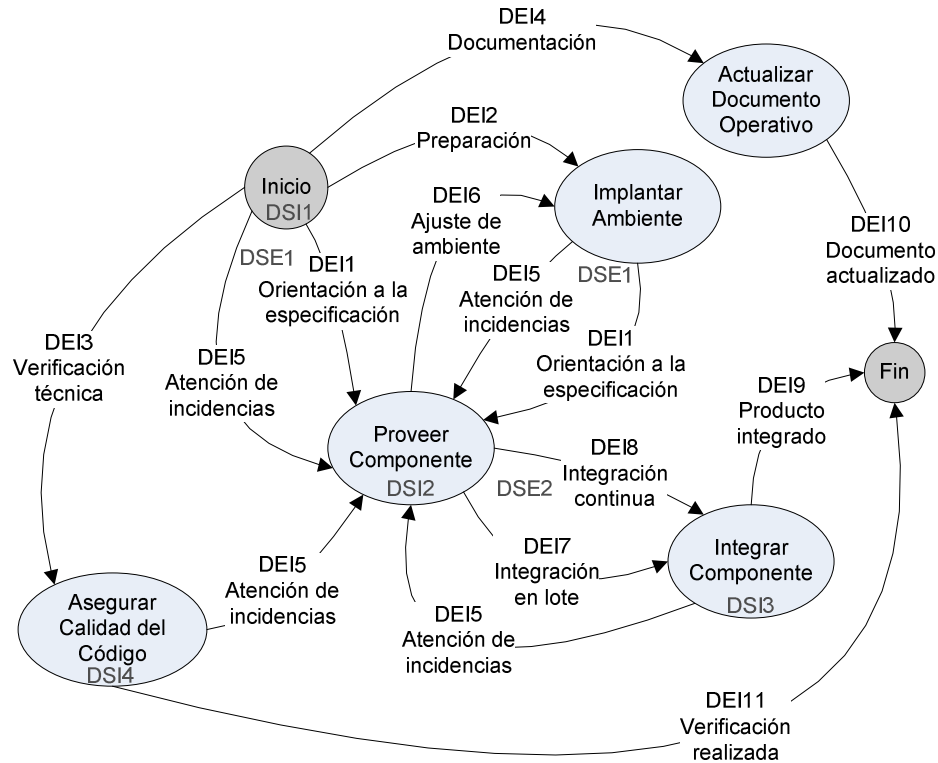 DEI4
Documentación
Actualizar
Documento
Operativo
DEI2
Preparación
Inicio
DSI1
Implantar
Ambiente
DEI6
Ajuste de
ambiente
DEI10
Documento
actualizado
DSE1
DEI1
Orientación a la
especificación
DEI5
Atención de
incidencias
DSE1
DEI3
Verificación
técnica
DEI5
Atención de
incidencias
DEI1
Orientación a la
especificación
Fin
DEI9
Producto
integrado
Proveer
Componente
DSI2
DSE2
DEI8
Integración
continua
DEI7
Integración
en lote
Integrar
Componente
DSI3
DEI5
Atención de
incidencias
Asegurar
Calidad del
Código
DSI4
DEI5
Atención de
incidencias
DEI11
Verificación
realizada